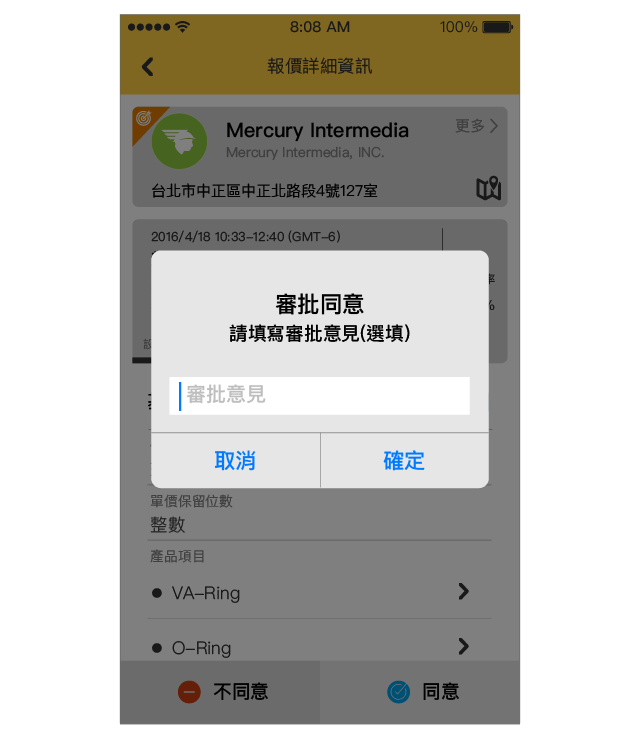 8:08 AM 100%
報價詳細資訊
Mercury Intermedia
更多
Mercury Intermedia, INC.
台北市中正區中正北路段4號127室
2016/4/18 10:33-12:40 (GMT-6)
率
%
審批同意
請填寫審批意見(選填)
審批意見
取消 確定
單價保留位數
整數
產品項目
VA-Ring
O-Ring
不同意 同意